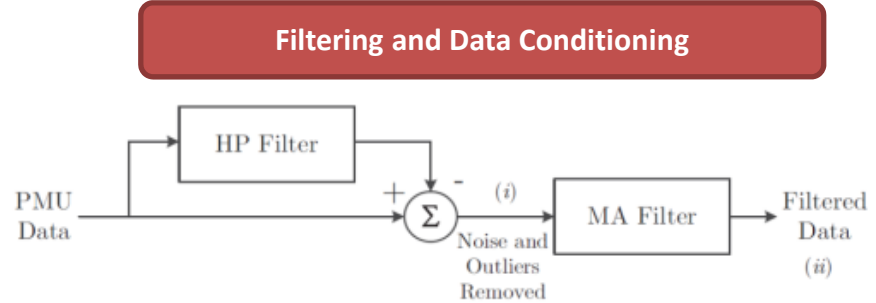 Filtering and Data Conditioning
HP Filter
PMU
Data
+
-
Σ
(i)
Noise and
Outliers
Removed
MA Filter
Filtered
Data
(ii)